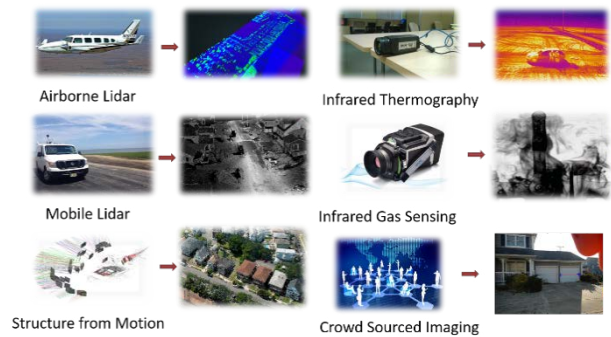 Airborne Lidar
Infrared Thermography
Mobile Lidar
Infrared Gas Sensing
Structure from Motion
Crowd Sourced Imaging